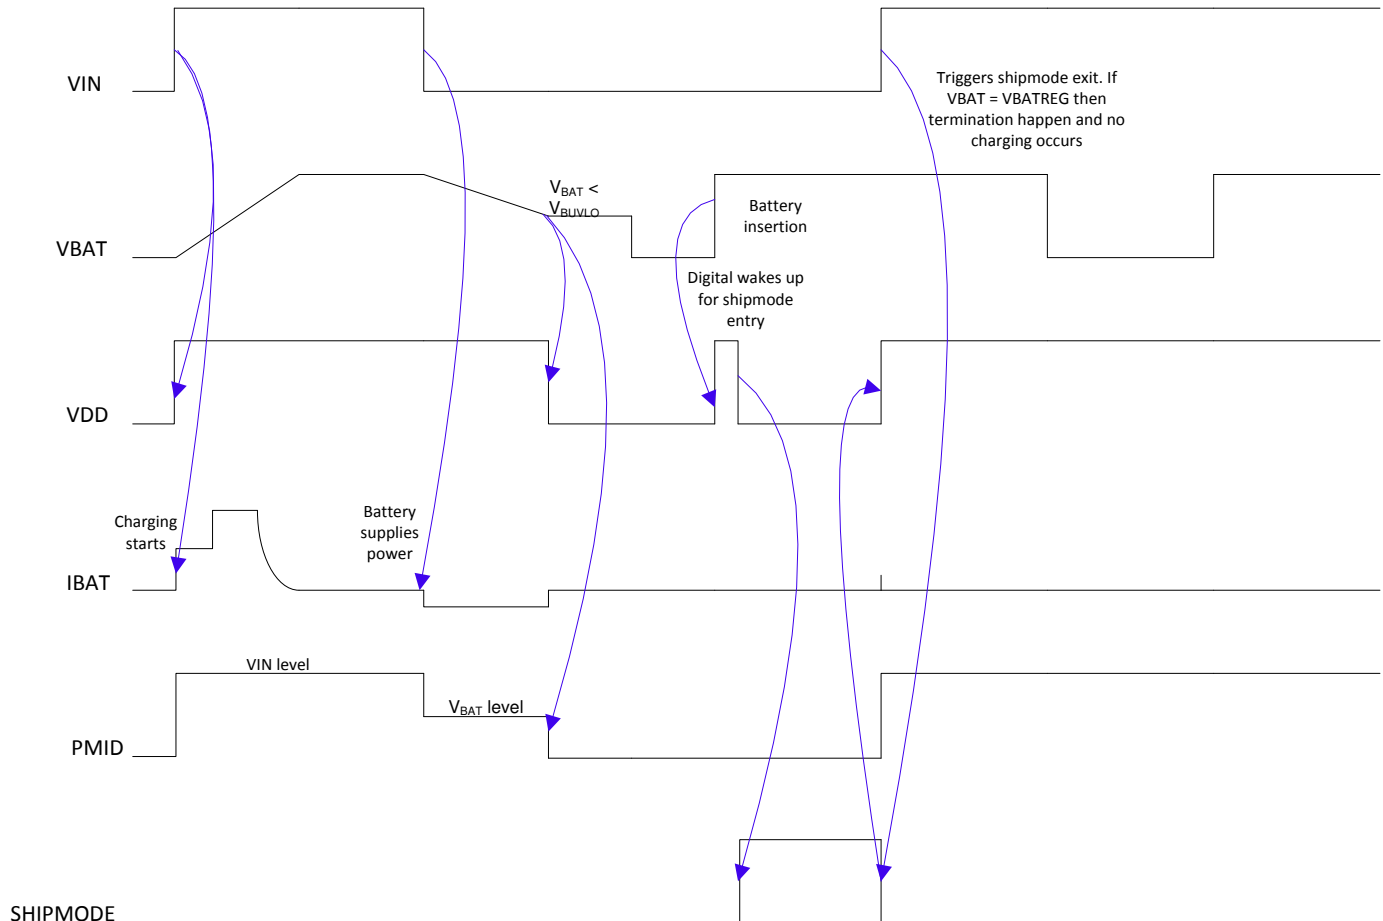 VIN
Triggers shipmode exit. If
VBAT = VBATREG then
termination happen and no
charging occurs
VBAT
VBAT <
VBUVLO
Battery
insertion
Digital wakes up
for shipmode
entry
VDD
Charging
starts
Battery
supplies
power
IBAT
VIN level
VBAT level
PMID
SHIPMODE